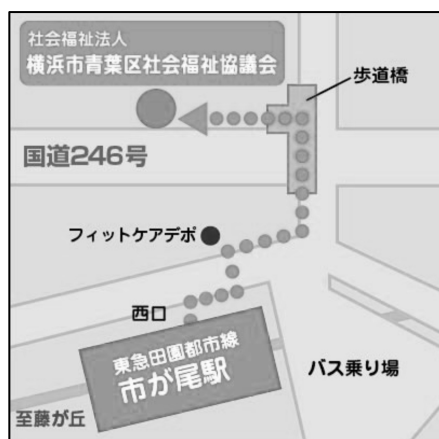 社会福祉法人
横浜市青葉区社会福祉協議会
歩道橋
国道246号
フィットケアデポ
西口
東急田園都市線
市が尾駅
バス乗り場
至藤が丘